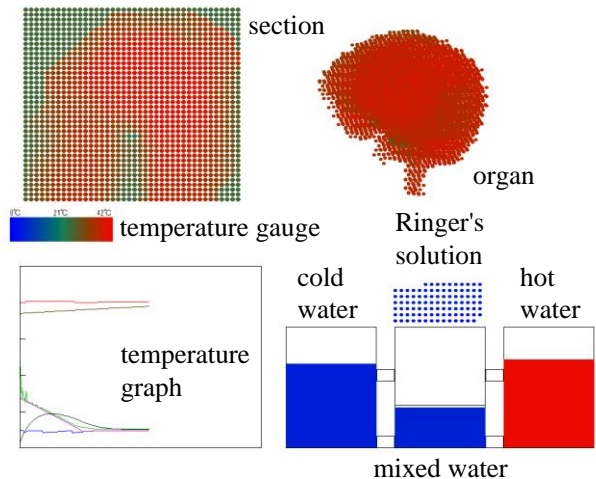 section
organ
0℃ 21℃ 42℃
temperature gauge
Ringer's
solution
cold
water
hot
water
temperature
graph
mixed water